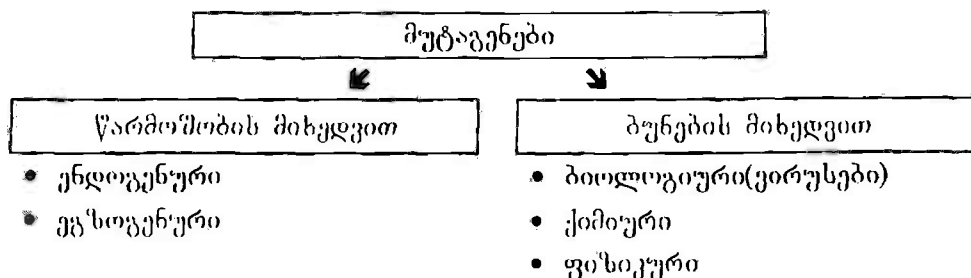 მუტაგენები
წარმოშობის მიხედვით
• ენდოგენური
• ეგზოგენური
ბუნების მიხედვით
• ბიოლოგიური(ვირუსები)
• ქიმიური
• ფიზიკური